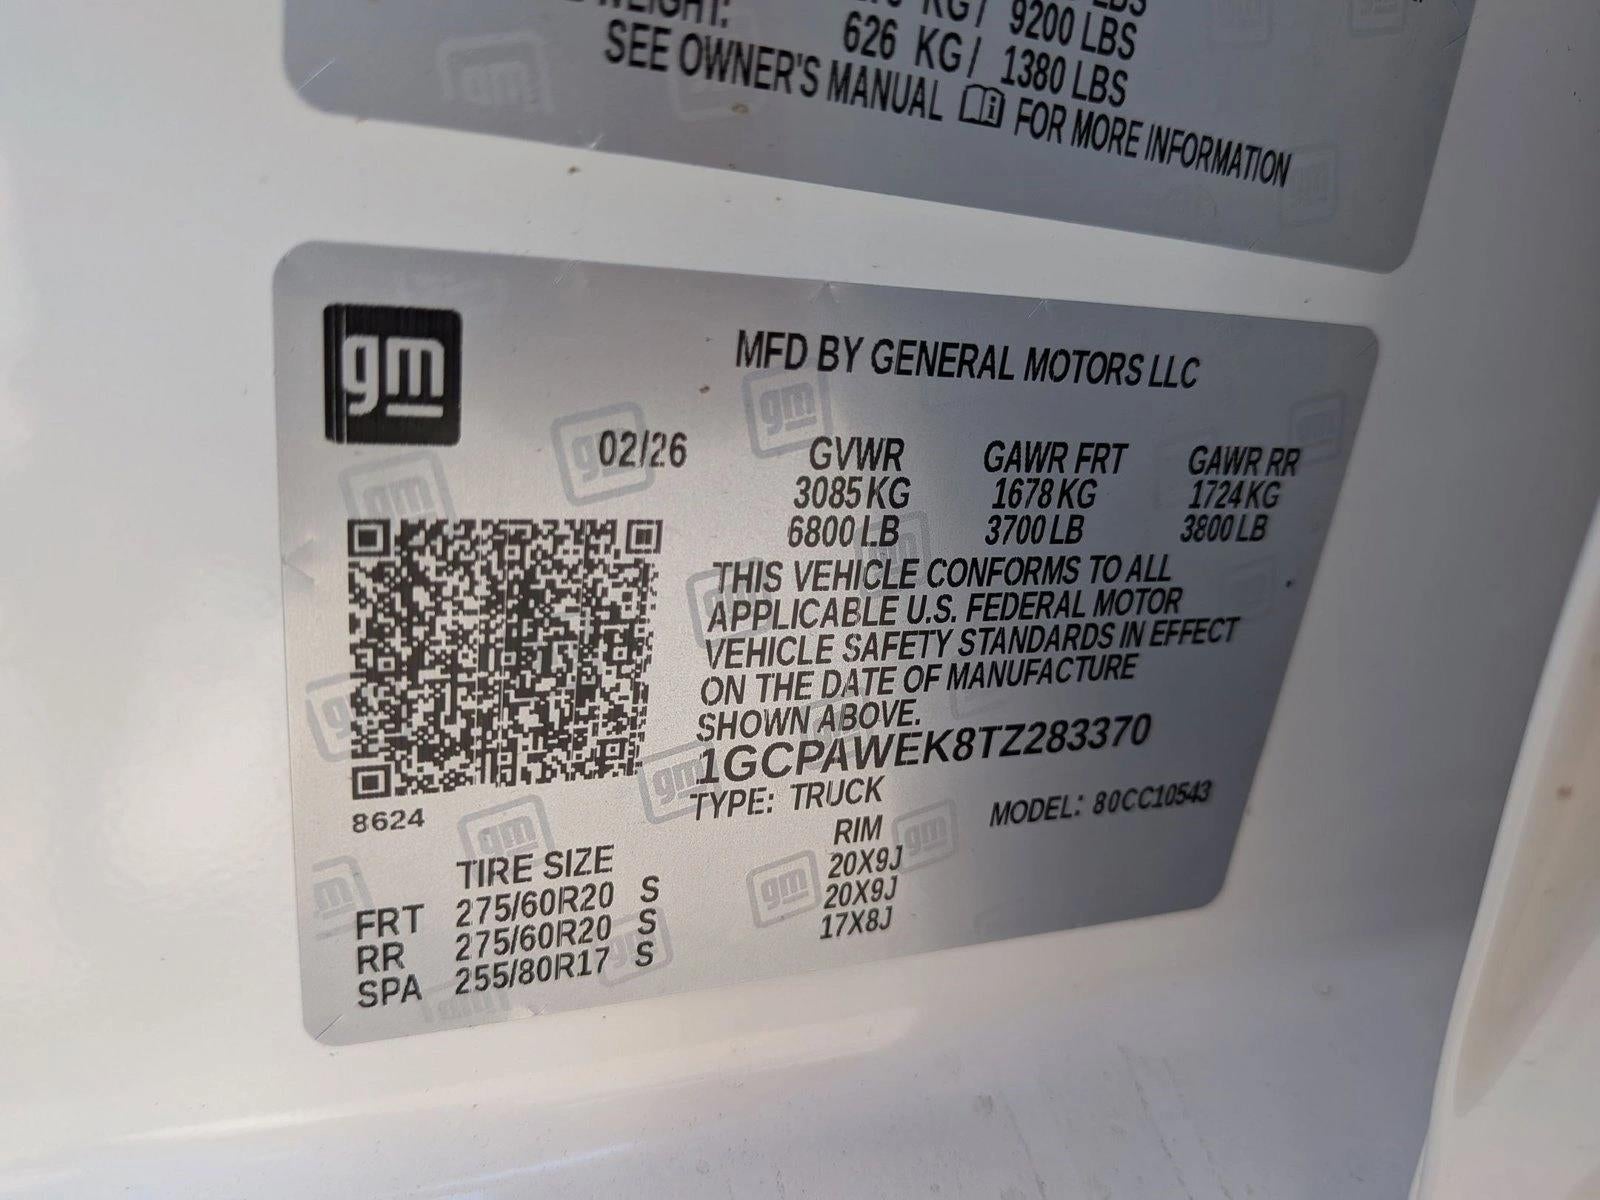 KG / 9200 LBS
WEIGHT: 626 KG / 1380 LBS
SEE OWNER'S MANUAL FOR MORE INFORMATION
gm
MFD BY GENERAL MOTORS LLC
02/26
GVWR GAWR FRT GAWR RR
3085 KG 1678 KG 1724 KG
6800 LB 3700 LB 3800 LB
THIS VEHICLE CONFORMS TO ALL
APPLICABLE U.S. FEDERAL MOTOR
VEHICLE SAFETY STANDARDS IN EFFECT
ON THE DATE OF MANUFACTURE
SHOWN ABOVE.
1GCPAWEK8TZ283370
TYPE: TRUCK MODEL: 80CC10543
8624
TIRE SIZE RIM
FRT 275/60R20 S 20X9J
RR 275/60R20 S 20X9J
SPA 255/80R17 S 17X8J